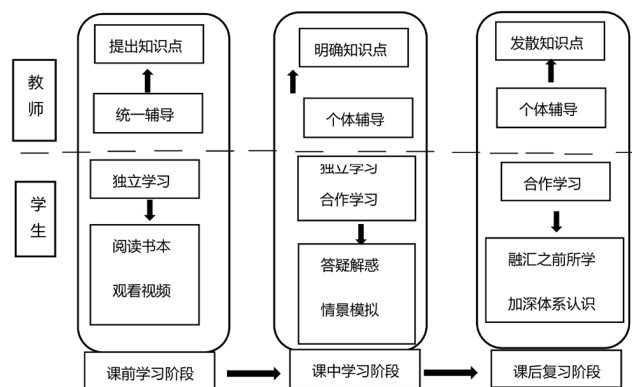 提出知识点
明确知识点
发散知识点
教
师
统一辅导
个体辅导
个体辅导
学
生
独立学习
独立学习
合作学习
合作学习
阅读书本
观看视频
答疑解惑
情景模拟
融汇之前所学
加深体系认识
课前学习阶段
课中学习阶段
课后复习阶段